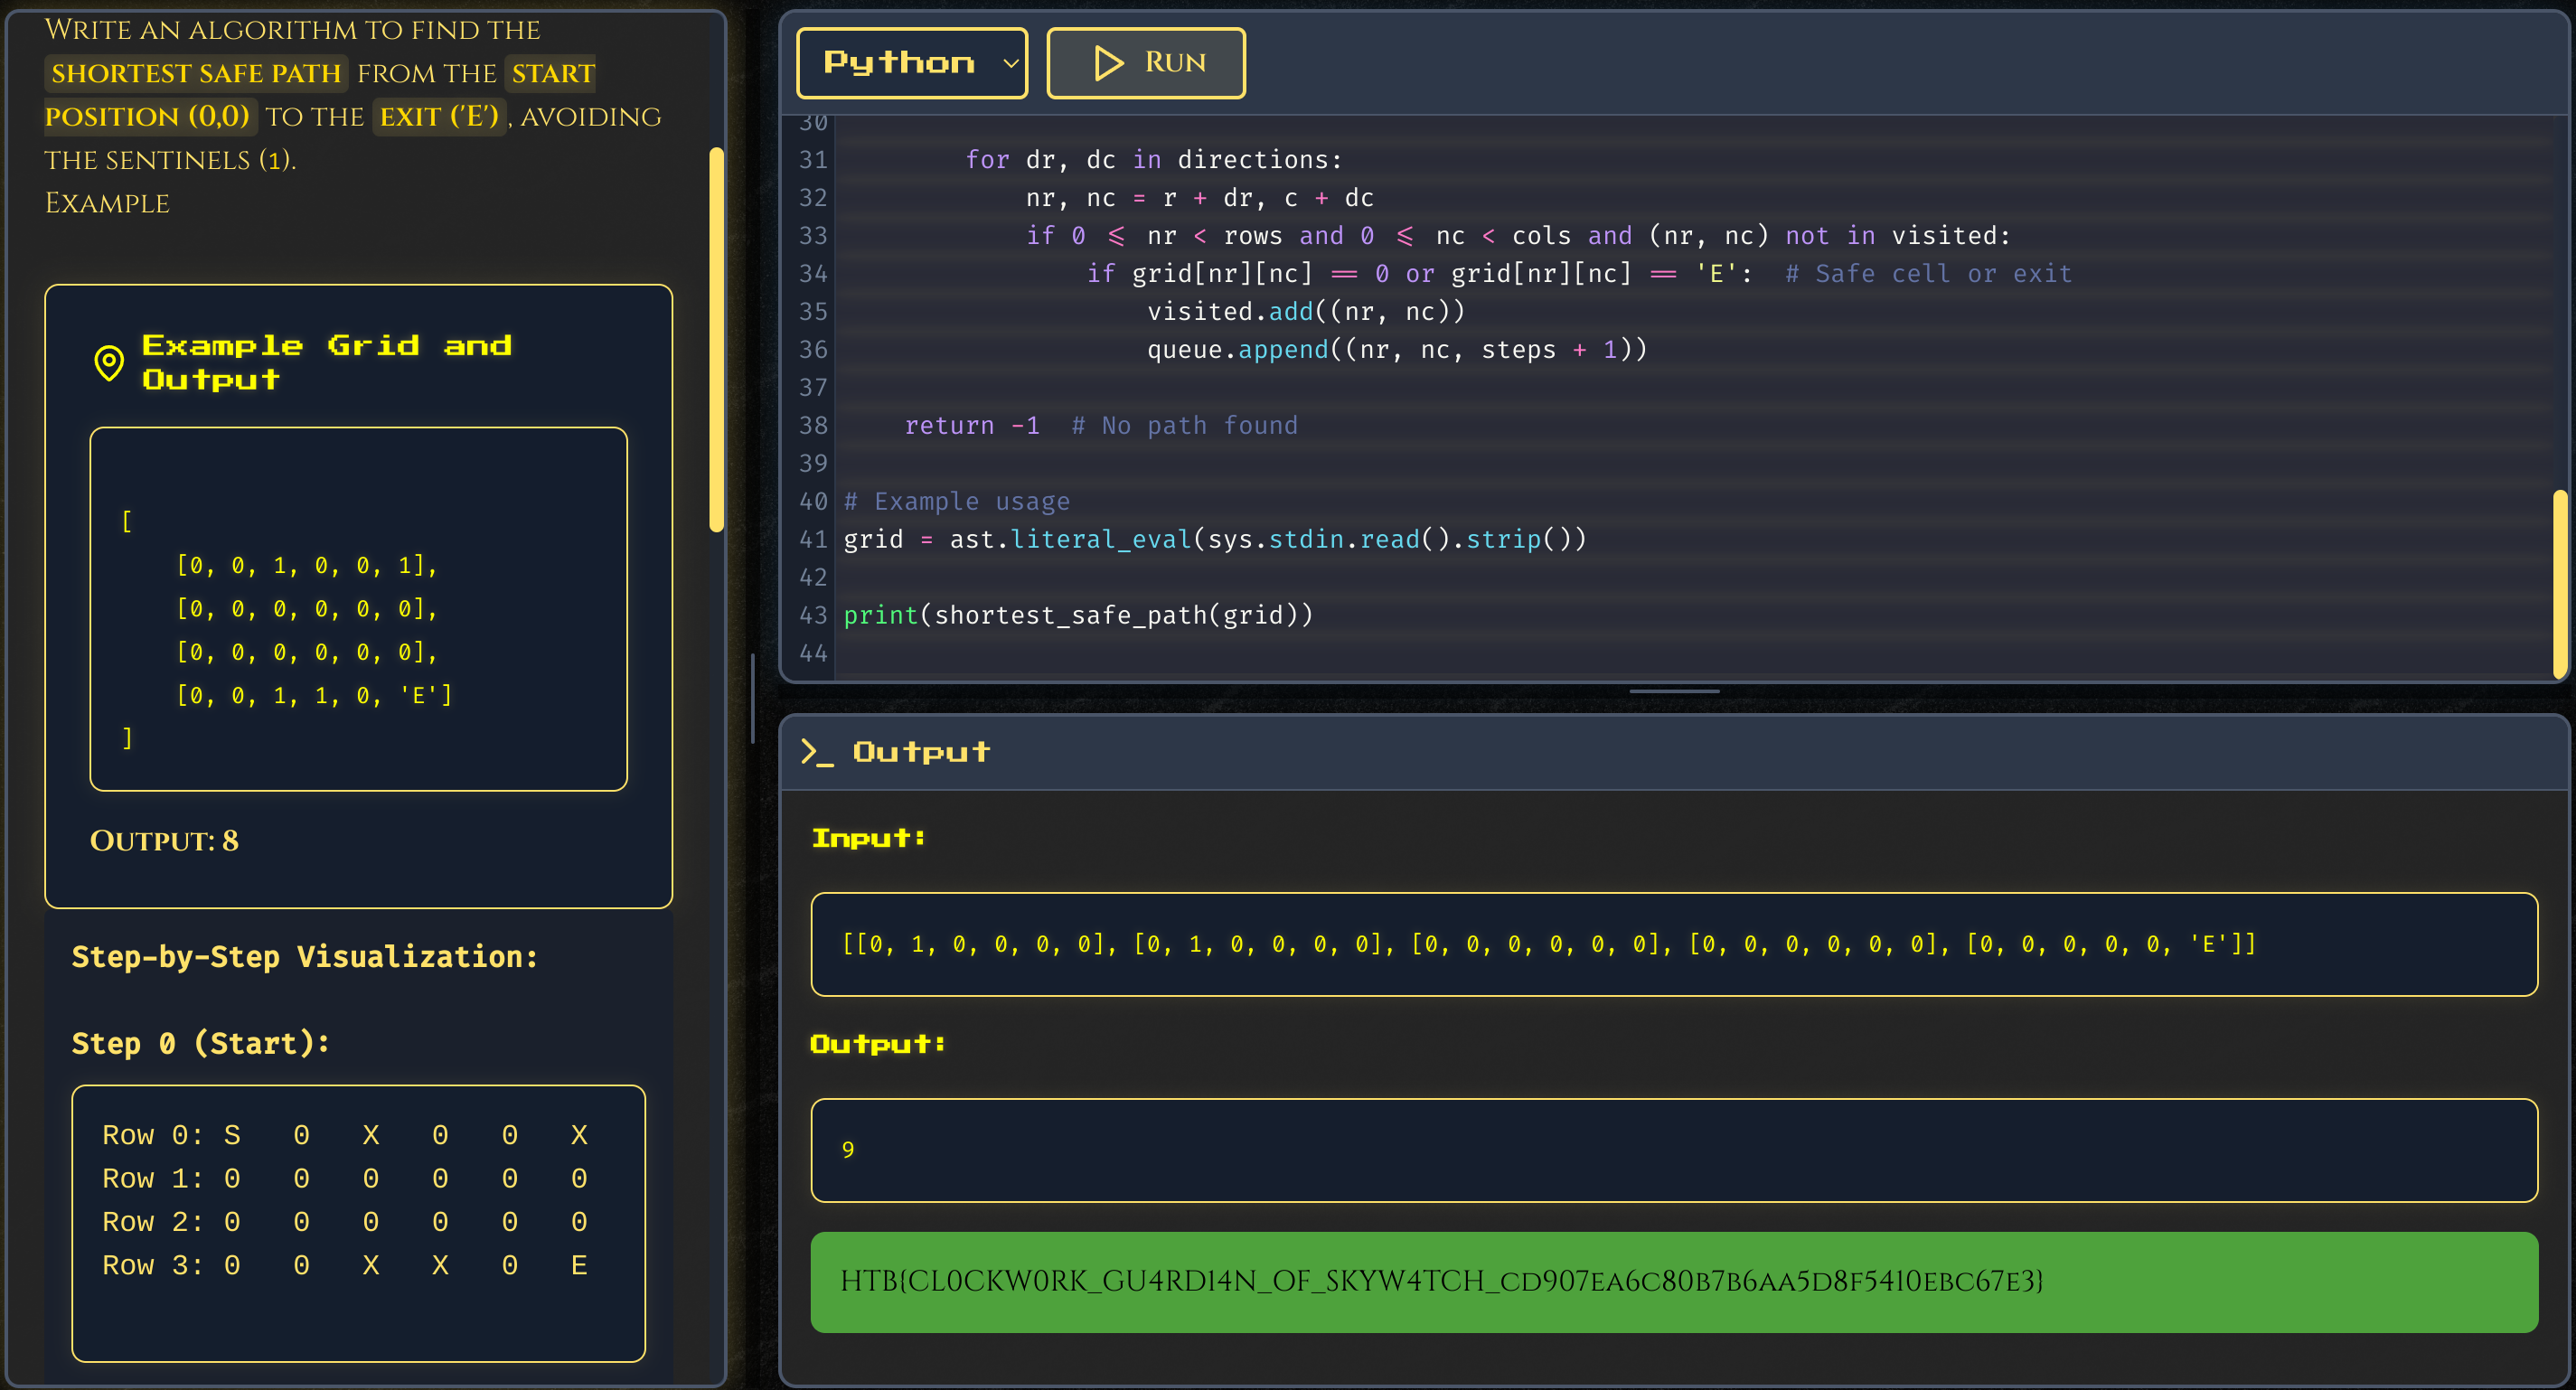 Write an algorithm to find the
shortest safe path from the start
position (0,0) to the exit ('E'), avoiding
the sentinels (1).
Example
Example Grid and
Output
[
[0, 0, 1, 0, 0, 1],
[0, 0, 0, 0, 0, 0],
[0, 0, 0, 0, 0, 0],
[0, 0, 1, 1, 0, 'E']
]
Output: 8
Step-by-Step Visualization:
Step 0 (Start):
Row 0: S 0 X 0 0 X
Row 1: 0 0 0 0 0 0
Row 2: 0 0 0 0 0 0
Row 3: 0 0 X X 0 E
Python Run
30
31 for dr, dc in directions:
32 nr, nc = r + dr, c + dc
33 if 0 <= nr < rows and 0 <= nc < cols and (nr, nc) not in visited:
34 if grid[nr][nc] == 0 or grid[nr][nc] == 'E': # Safe cell or exit
35 visited.add((nr, nc))
36 queue.append((nr, nc, steps + 1))
37
38 return -1 # No path found
39
40 # Example usage
41 grid = ast.literal_eval(sys.stdin.read().strip())
42
43 print(shortest_safe_path(grid))
44
>_ Output
Input:
[[0, 1, 0, 0, 0, 0], [0, 1, 0, 0, 0, 0], [0, 0, 0, 0, 0, 0], [0, 0, 0, 0, 0, 0], [0, 0, 0, 0, 0, 'E']]
Output:
9
HTB{CL0CKW0RK_GU4RD14N_OF_SKYW4TCH_cd907ea6c80b7b6aa5d8f5410ebc67e3}